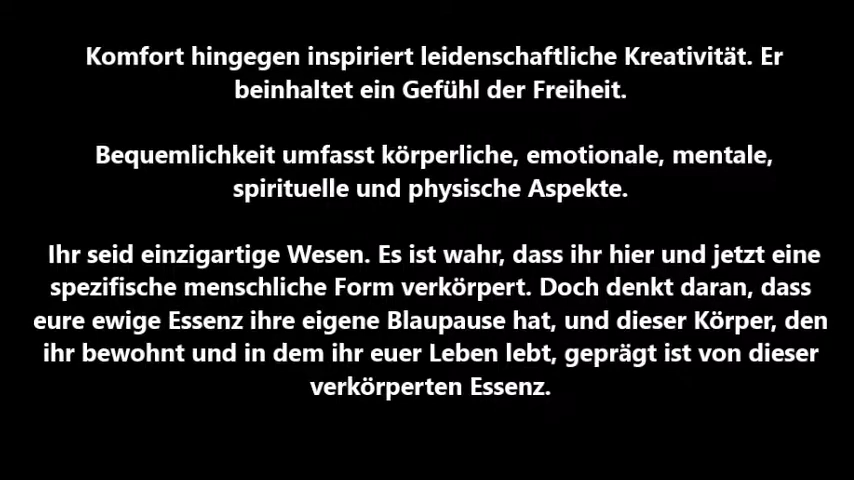 Komfort hingegen inspiriert leidenschaftliche Kreativität. Er
beinhaltet ein Gefühl der Freiheit.
Bequemlichkeit umfasst körperliche, emotionale, mentale,
spirituelle und physische Aspekte.
Ihr seid einzigartige Wesen. Es ist wahr, dass ihr hier und jetzt eine
spezifische menschliche Form verkörpert. Doch denkt daran, dass
eure ewige Essenz ihre eigene Blaupause hat, und dieser Körper, den
ihr bewohnt und in dem ihr euer Leben lebt, geprägt ist von dieser
verkörperten Essenz.